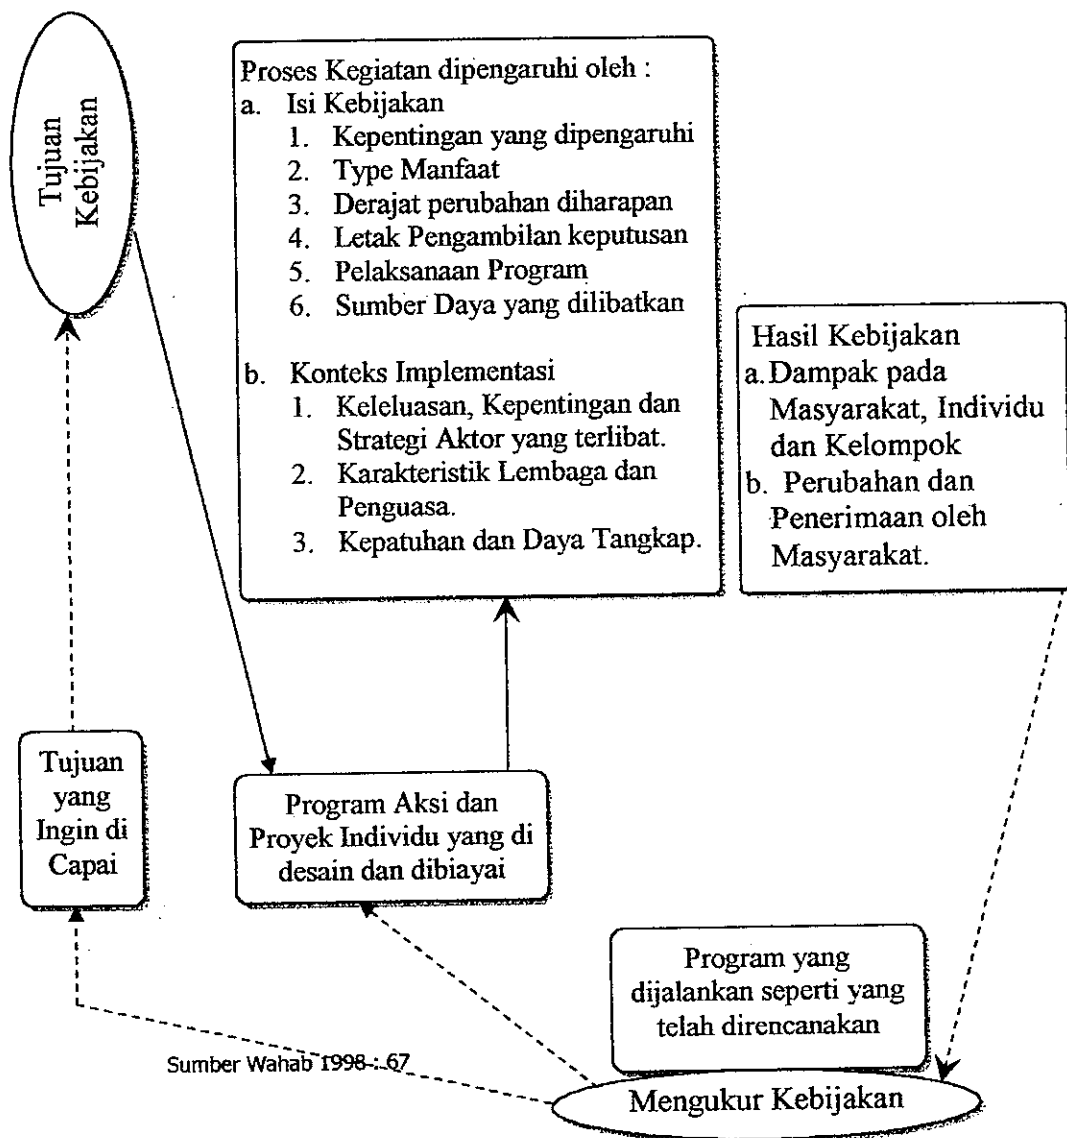 Tujuan
Kebijakan
Proses Kegiatan dipengaruhi oleh :
a. Isi Kebijakan
1. Kepentingan yang dipengaruhi
2. Type Manfaat
3. Derajat perubahan diharapan
4. Letak Pengambilan keputusan
5. Pelaksanaan Program
6. Sumber Daya yang dilibatkan
b. Konteks Implementasi
1. Keleluasan, Kepentingan dan
Strategi Aktor yang terlibat.
2. Karakteristik Lembaga dan
Penguasa.
3. Kepatuhan dan Daya Tangkap.
Hasil Kebijakan
a. Dampak pada
Masyarakat, Individu
dan Kelompok
b. Perubahan dan
Penerimaan oleh
Masyarakat.
Tujuan
yang
Ingin di
Capai
Program Aksi dan
Proyek Individu yang di
desain dan dibiayai
Program yang
dijalankan seperti yang
telah direncanakan
Sumber Wahab 1998 : 67
Mengukur Kebijakan